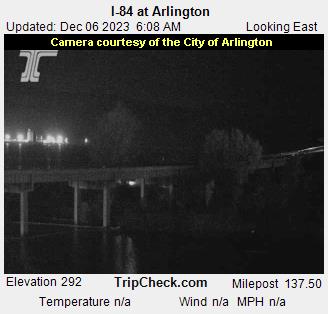 I-84 at Arlington
Updated: Dec 06 2023 6:08 AM Looking East
Camera courtesy of the City of Arlington
Elevation 292 TripCheck.com Milepost 137.50
Temperature n/a Wind n/a MPH n/a